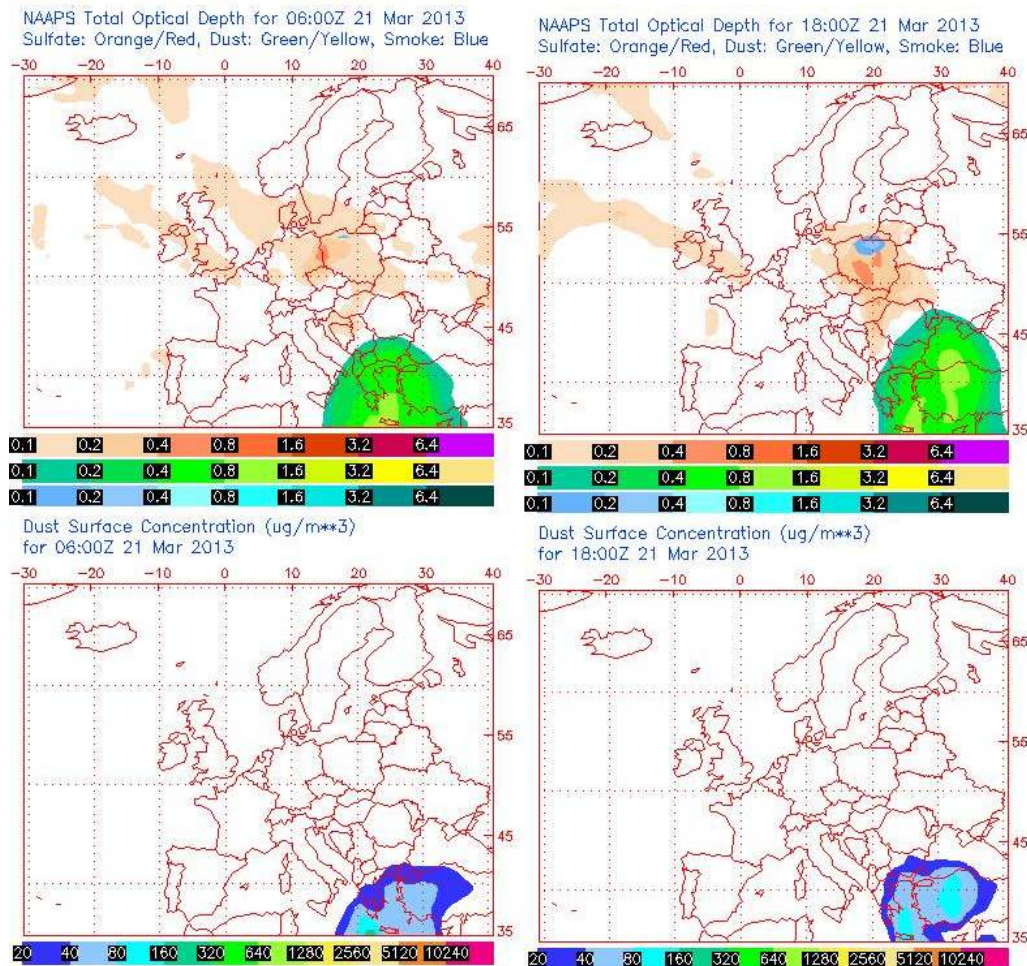 NAAPS Total Optical Depth for 06:00Z 21 Mar 2013
Sulfate: Orange/Red, Dust: Green/Yellow, Smoke: Blue
-30 -20 -10 0 10 20 30 40
65
55
45
35
0.1 0.2 0.4 0.8 1.6 3.2 6.4
0.1 0.2 0.4 0.8 1.6 3.2 6.4
0.1 0.2 0.4 0.8 1.6 3.2 6.4
NAAPS Total Optical Depth for 18:00Z 21 Mar 2013
Sulfate: Orange/Red, Dust: Green/Yellow, Smoke: Blue
-30 -20 -10 0 10 20 30 40
65
55
45
35
0.1 0.2 0.4 0.8 1.6 3.2 6.4
0.1 0.2 0.4 0.8 1.6 3.2 6.4
0.1 0.2 0.4 0.8 1.6 3.2 6.4
Dust Surface Concentration (ug/m**3)
for 06:00Z 21 Mar 2013
-30 -20 -10 0 10 20 30 40
65
55
45
35
20 40 80 160 320 640 1280 2560 5120 10240
Dust Surface Concentration (ug/m**3)
for 18:00Z 21 Mar 2013
-30 -20 -10 0 10 20 30 40
65
55
45
35
20 40 80 160 320 640 1280 2560 5120 10240